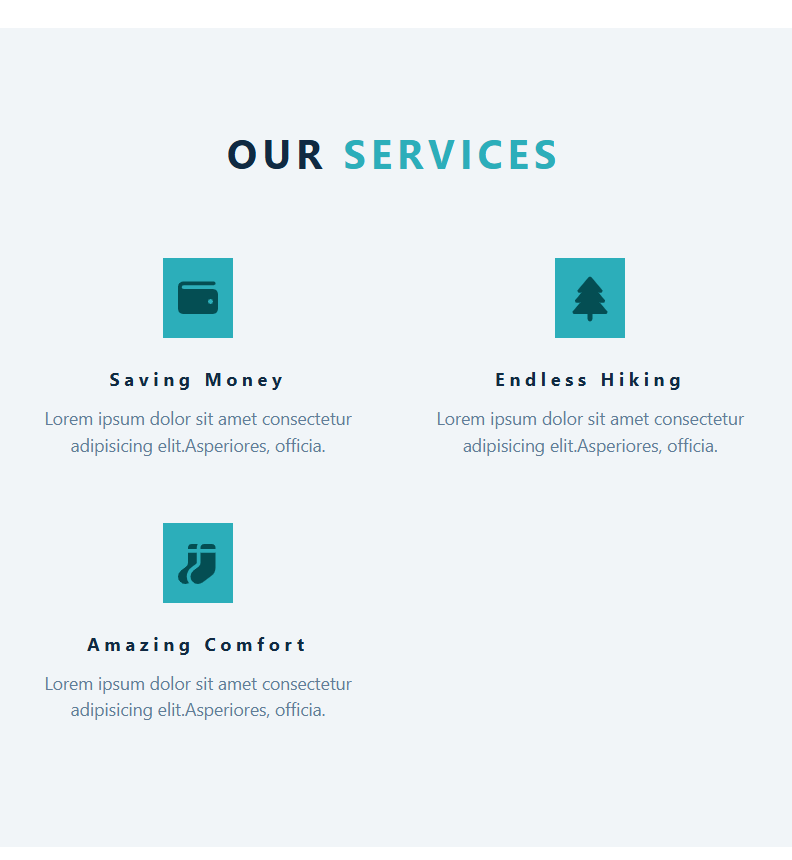 OUR SERVICES
Saving Money
Lorem ipsum dolor sit amet consectetur
adipisicing elit.Asperiores, officia.
Endless Hiking
Lorem ipsum dolor sit amet consectetur
adipisicing elit.Asperiores, officia.
Amazing Comfort
Lorem ipsum dolor sit amet consectetur
adipisicing elit.Asperiores, officia.